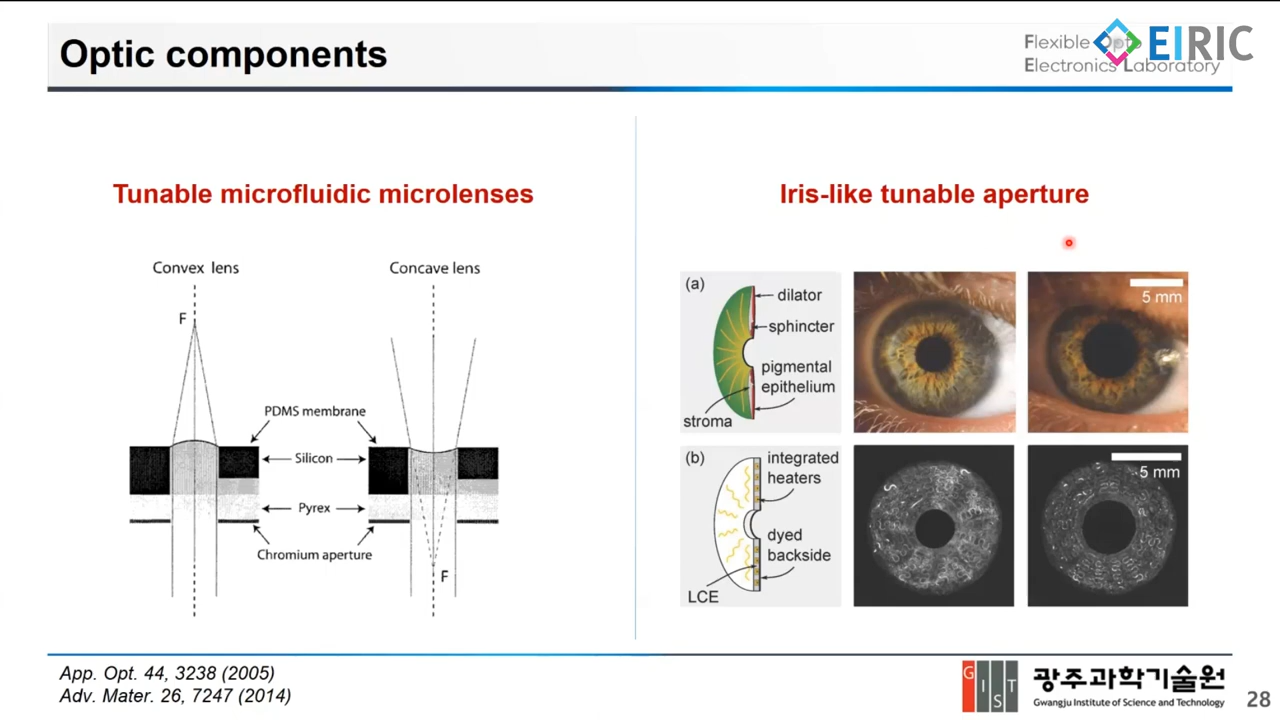 Optic components
Flexible Opto
Electronics Laboratory
EIRIC
Tunable microfluidic microlenses
Convex lens
Concave lens
F
PDMS membrane
Silicon
Pyrex
Chromium aperture
F
Iris-like tunable aperture
(a)
dilator
sphincter
pigmental
epithelium
stroma
5 mm
(b)
integrated
heaters
dyed
backside
LCE
5 mm
App. Opt. 44, 3238 (2005)
Adv. Mater. 26, 7247 (2014)
GIST
광주과학기술원
Gwangju Institute of Science and Technology
28